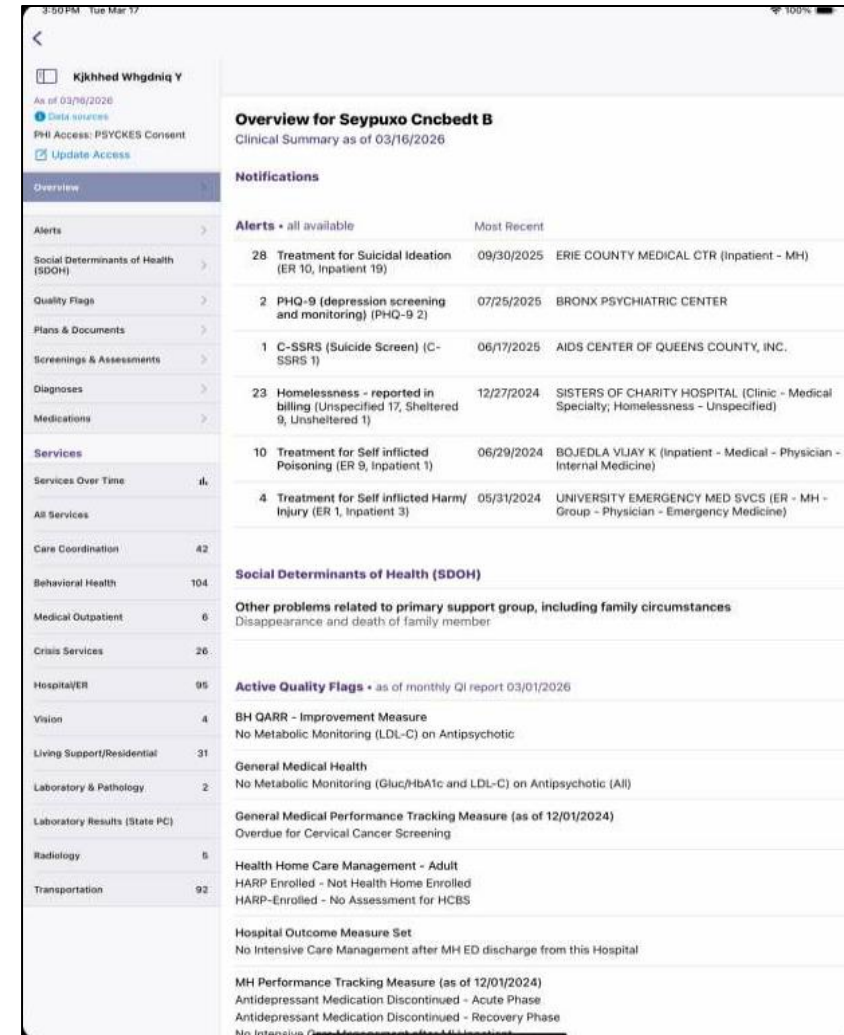 3:50 PM Tue Mar 17
100%
Kjkhhed Whgdniq Y
As of 03/16/2026
Data sources
PHI Access: PSYCKES Consent
Update Access
Overview
Alerts
Social Determinants of Health
(SDOH)
Quality Flags
Plans & Documents
Screenings & Assessments
Diagnoses
Medications
Services
Services Over Time
All Services
Care Coordination 42
Behavioral Health 104
Medical Outpatient 6
Crisis Services 26
Hospital/ER 95
Vision 4
Living Support/Residential 31
Laboratory & Pathology 2
Laboratory Results (State PC)
Radiology 5
Transportation 92
Overview for Seypuxo Cncbedt B
Clinical Summary as of 03/16/2026
Notifications
Alerts • all available Most Recent
28 Treatment for Suicidal Ideation 09/30/2025 ERIE COUNTY MEDICAL CTR (Inpatient - MH)
(ER 10, Inpatient 19)
2 PHQ-9 (depression screening 07/25/2025 BRONX PSYCHIATRIC CENTER
and monitoring) (PHQ-9 2)
1 C-SSRS (Suicide Screen) (C- 06/17/2025 AIDS CENTER OF QUEENS COUNTY, INC.
SSRS 1)
23 Homelessness - reported in 12/27/2024 SISTERS OF CHARITY HOSPITAL (Clinic - Medical
billing (Unspecified 17, Sheltered Specialty; Homelessness - Unspecified)
9, Unsheltered 1)
10 Treatment for Self inflicted 06/29/2024 BOJEDLA VIJAY K (Inpatient - Medical - Physician -
Poisoning (ER 9, Inpatient 1) Internal Medicine)
4 Treatment for Self inflicted Harm/ 05/31/2024 UNIVERSITY EMERGENCY MED SVCS (ER - MH -
Injury (ER 1, Inpatient 3) Group - Physician - Emergency Medicine)
Social Determinants of Health (SDOH)
Other problems related to primary support group, including family circumstances
Disappearance and death of family member
Active Quality Flags • as of monthly QI report 03/01/2026
BH QARR - Improvement Measure
No Metabolic Monitoring (LDL-C) on Antipsychotic
General Medical Health
No Metabolic Monitoring (Gluc/HbA1c and LDL-C) on Antipsychotic (All)
General Medical Performance Tracking Measure (as of 12/01/2024)
Overdue for Cervical Cancer Screening
Health Home Care Management - Adult
HARP Enrolled - Not Health Home Enrolled
HARP-Enrolled - No Assessment for HCBS
Hospital Outcome Measure Set
No Intensive Care Management after MH ED discharge from this Hospital
MH Performance Tracking Measure (as of 12/01/2024)
Antidepressant Medication Discontinued - Acute Phase
Antidepressant Medication Discontinued - Recovery Phase
No Intensive